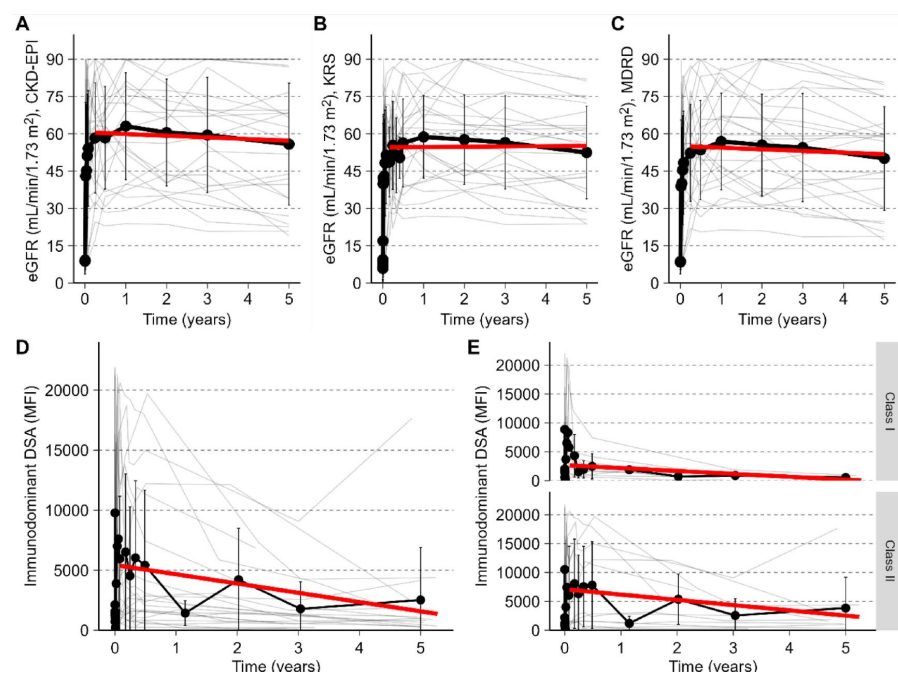 A
eGFR (mL/min/1.73 m²), CKD-EPI
90
75
60
45
30
15
0
0 1 2 3 5
Time (years)
B
eGFR (mL/min/1.73 m²), KRS
90
75
60
45
30
15
0
0 1 2 3 4 5
Time (years)
C
eGFR (mL/min/1.73 m²), MDRD
90
75
60
45
30
15
0
0 1 2 3 5
Time (years)
D
Immunodominant DSA (MFI)
20000
15000
10000
5000
0
0 1 2 3 4 5
Time (years)
E
Immunodominant DSA (MFI)
20000
15000
10000
5000
0
Class I
20000
15000
10000
5000
0
Class II
0 1 2 3 4 5
Time (years)